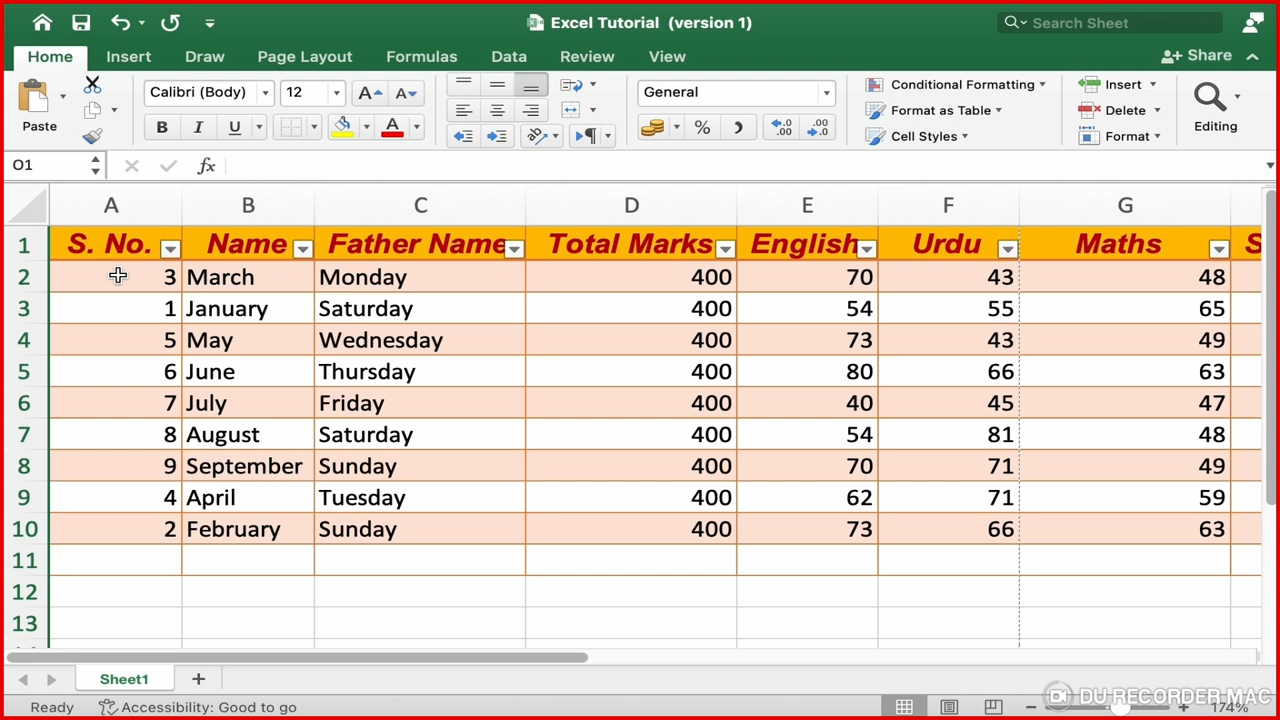 Excel Tutorial (version 1)
Search Sheet
Home Insert Draw Page Layout Formulas Data Review View Share
Paste
Calibri (Body) 12
B I U A
General
Conditional Formatting
Format as Table
Cell Styles
Insert
Delete
Format
Editing
O1 fx
A B C D E F G
1 S. No. Name Father Name Total Marks English Urdu Maths S
2 3 March Monday 400 70 43 48
3 1 January Saturday 400 54 55 65
4 5 May Wednesday 400 73 43 49
5 6 June Thursday 400 80 66 63
6 7 July Friday 400 40 45 47
7 8 August Saturday 400 54 81 48
8 9 September Sunday 400 70 71 49
9 4 April Tuesday 400 62 71 59
10 2 February Sunday 400 73 66 63
11
12
13
Sheet1
Ready Accessibility: Good to go 174%
DU RECORDER MAC